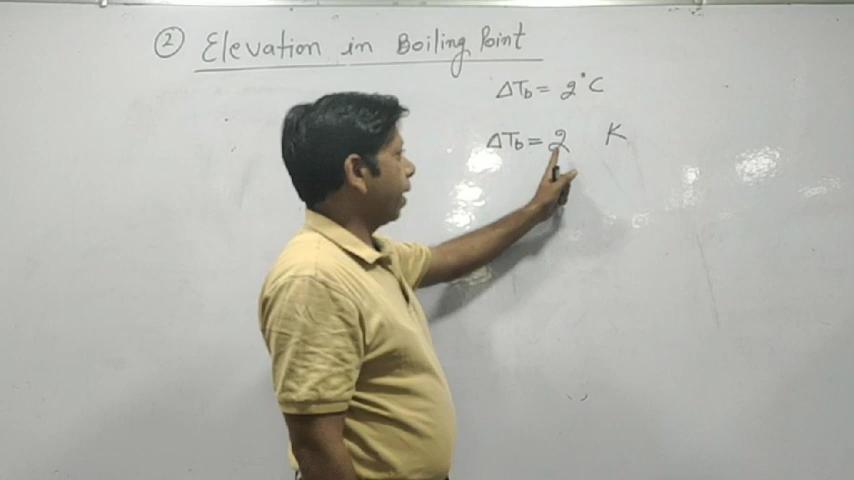 ② Elevation in Boiling Point
ΔTb = 2°C
ΔTb = 2 K